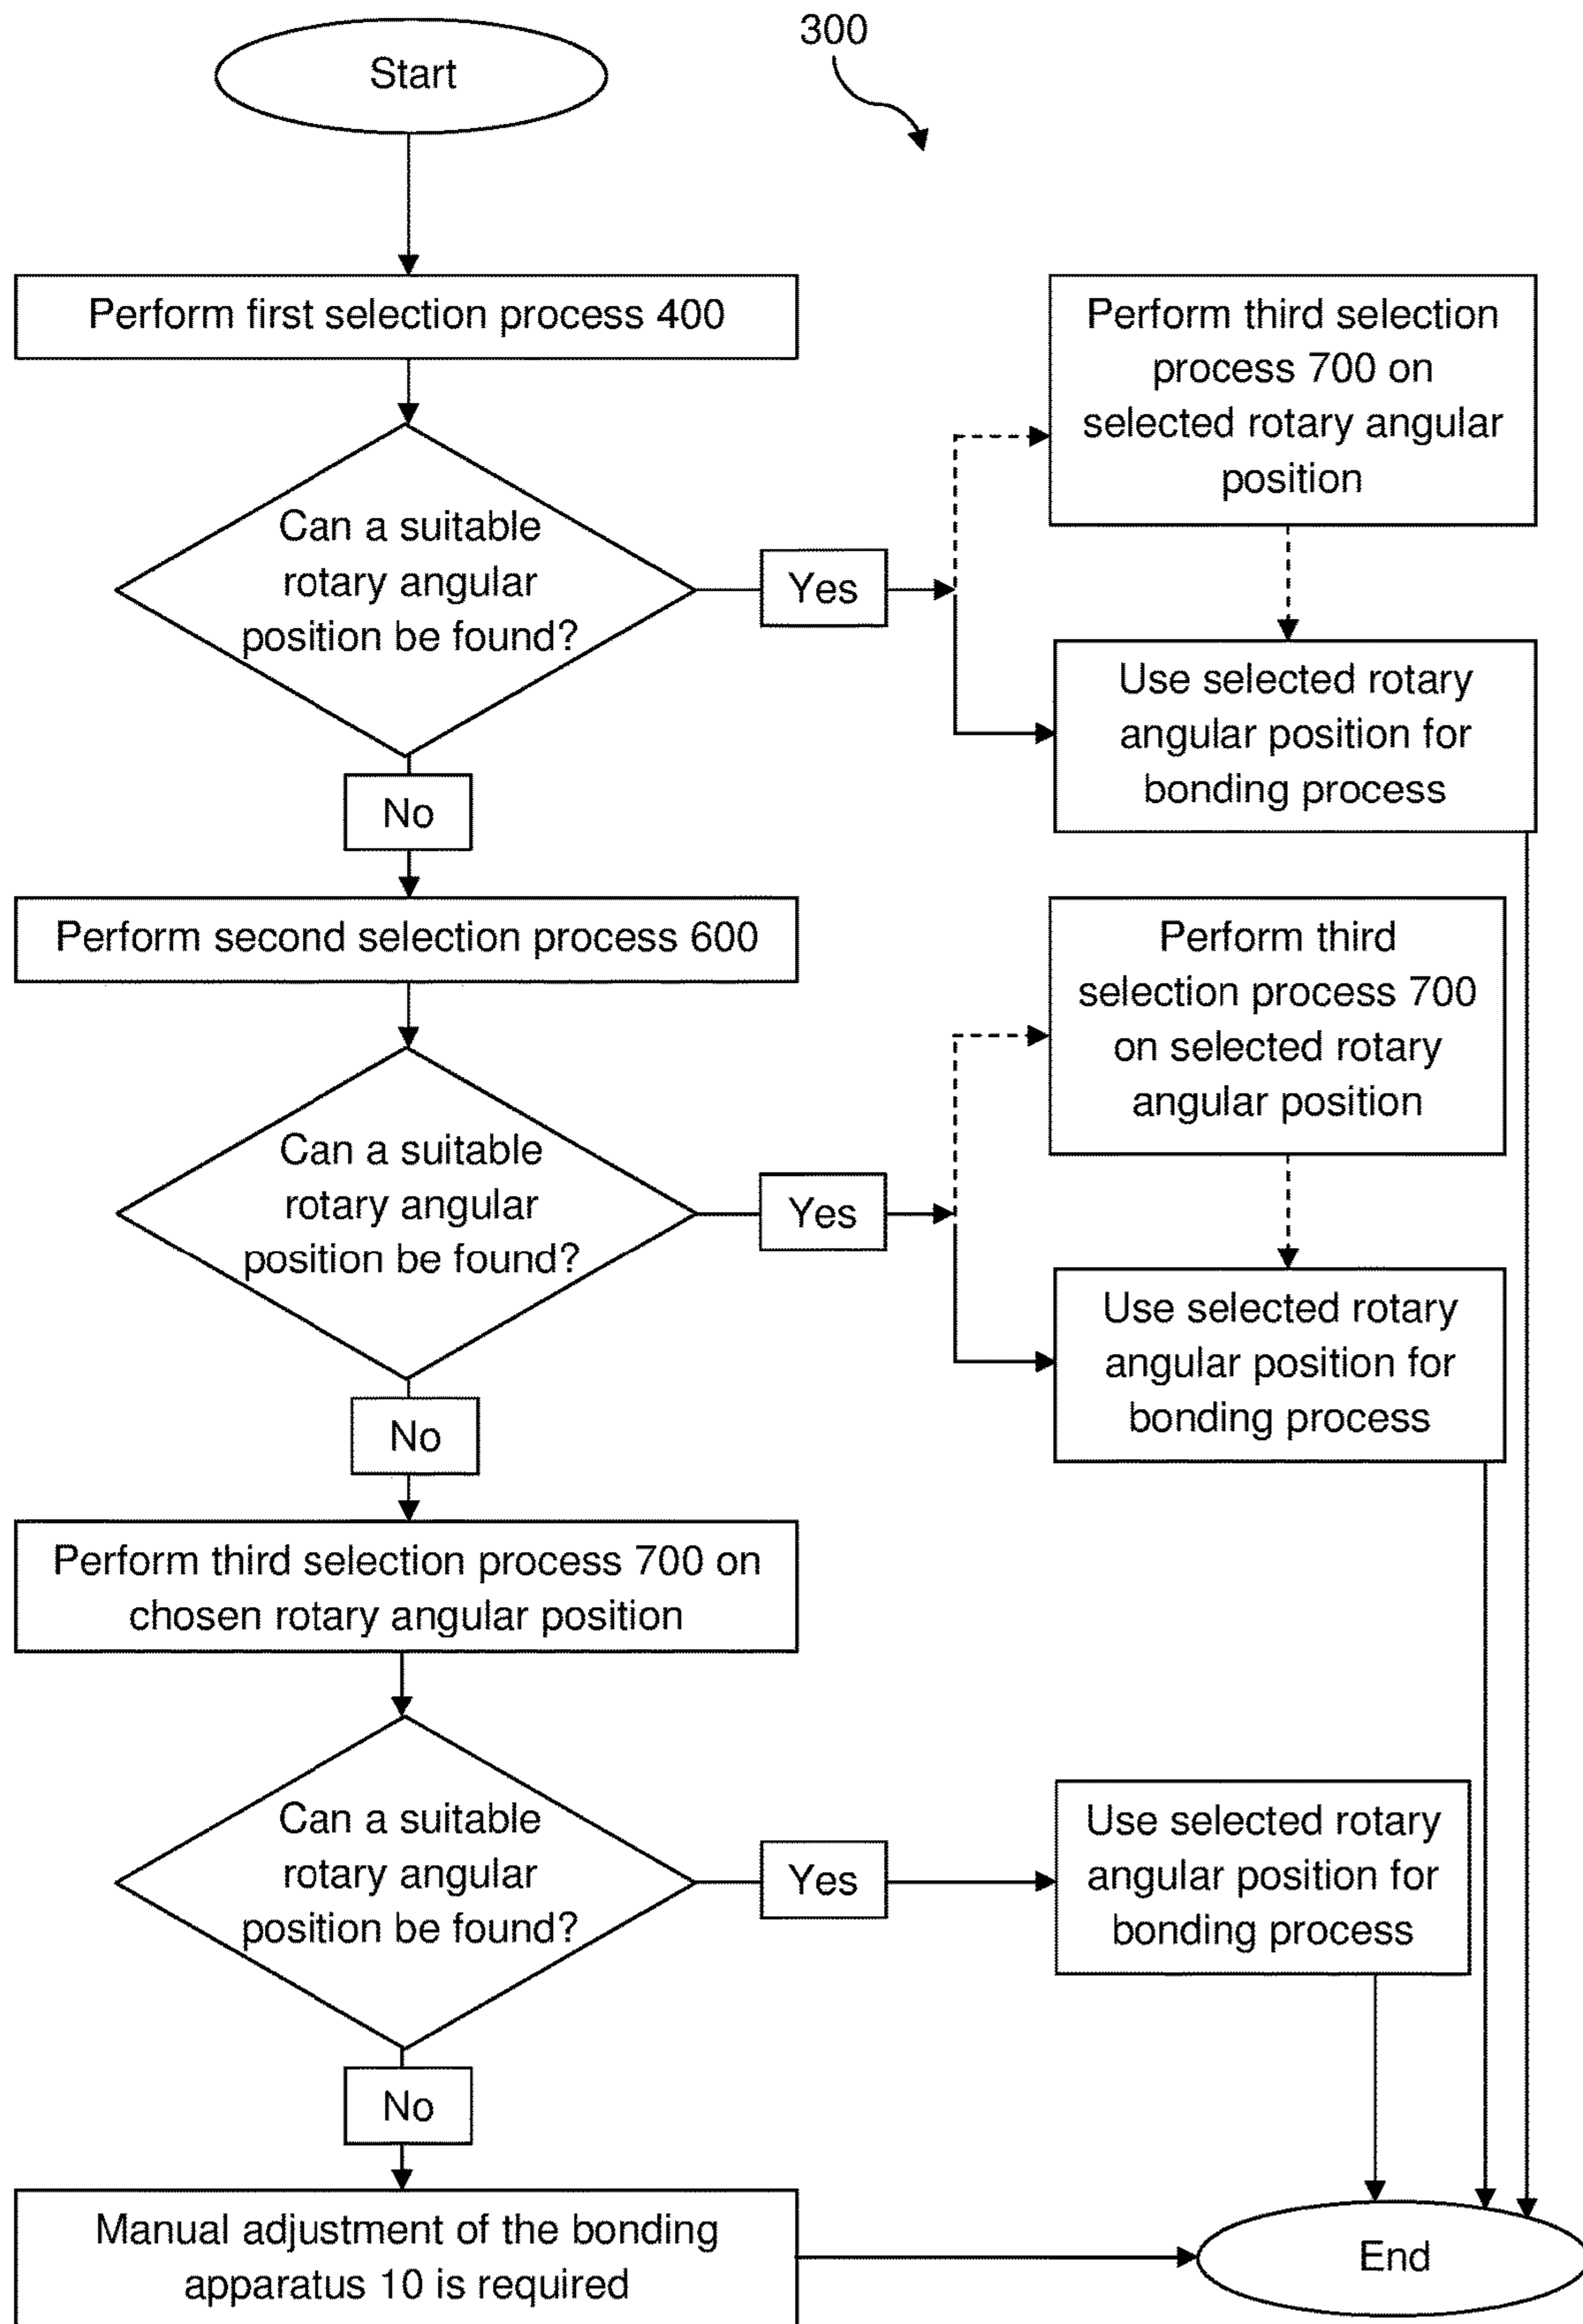 300
Start
Perform first selection process 400
Can a suitable
rotary angular
position be found?
Yes
Perform third selection
process 700 on
selected rotary angular
position
Use selected rotary
angular position for
bonding process
No
Perform second selection process 600
Can a suitable
rotary angular
position be found?
Yes
Perform third
selection process 700
on selected rotary
angular position
Use selected rotary
angular position for
bonding process
No
Perform third selection process 700 on
chosen rotary angular position
Can a suitable
rotary angular
position be found?
Yes
Use selected rotary
angular position for
bonding process
No
Manual adjustment of the bonding
apparatus 10 is required
End